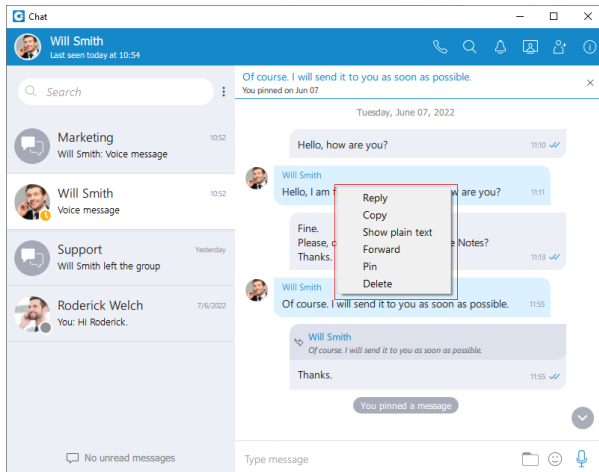 Chat
Will Smith
Last seen today at 10:54
Search
Marketing
10:52
Will Smith: Voice message
Will Smith
10:52
Voice message
Support
Yesterday
Will Smith left the group
Roderick Welch
7/6/2022
You: Hi Roderick.
No unread messages
Of course. I will send it to you as soon as possible.
You pinned on Jun 07
Tuesday, June 07, 2022
Hello, how are you?
11:10
Will Smith
Hello, I am f
w are you?
11:11
Fine.
Please, c
e Notes?
Thanks.
11:13
Reply
Copy
Show plain text
Forward
Pin
Delete
Will Smith
Of course. I will send it to you as soon as possible.
11:55
Will Smith
Of course. I will send it to you as soon as possible.
Thanks.
11:55
You pinned a message
Type message